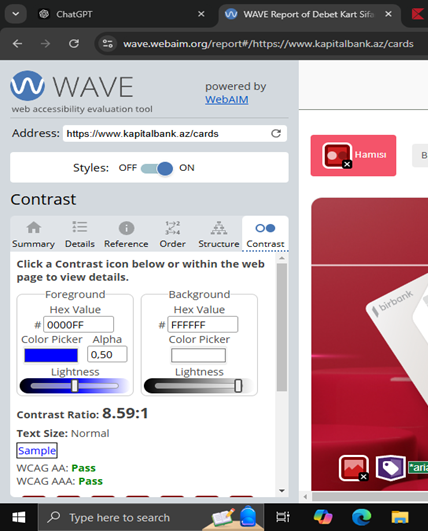 ChatGPT
WAVE Report of Debet Kart Sifa
wave.webaim.org/report#/https://www.kapitalbank.az/cards
WAVE
web accessibility evaluation tool
powered by
WebAIM
Address: https://www.kapitalbank.az/cards
Styles: OFF ON
Contrast
Summary Details Reference Order Structure Contrast
Click a Contrast icon below or within the web
page to view details.
Foreground Background
Hex Value Hex Value
# 0000FF # FFFFFF
Color Picker Alpha Color Picker
0,50
Lightness Lightness
Contrast Ratio: 8.59:1
Text Size: Normal
Sample
WCAG AA: Pass
WCAG AAA: Pass
Hamısı
B
birbank
*aria
Type here to search